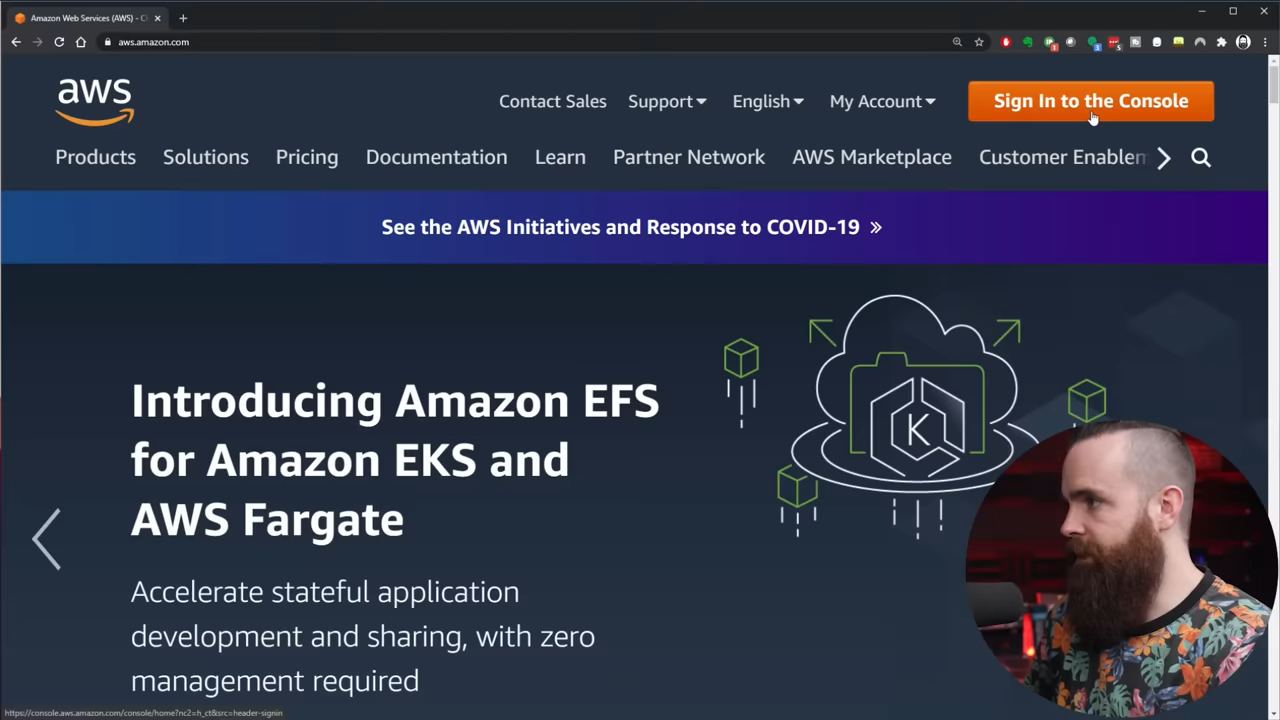 Amazon Web Services (AWS) - C
aws.amazon.com
aws
Contact Sales Support English My Account Sign In to the Console
Products Solutions Pricing Documentation Learn Partner Network AWS Marketplace Customer Enablem
See the AWS Initiatives and Response to COVID-19 »
Introducing Amazon EFS
for Amazon EKS and
AWS Fargate
K
Accelerate stateful application
development and sharing, with zero
management required
https://console.aws.amazon.com/console/home?nc2=h_ct&src=header-signin